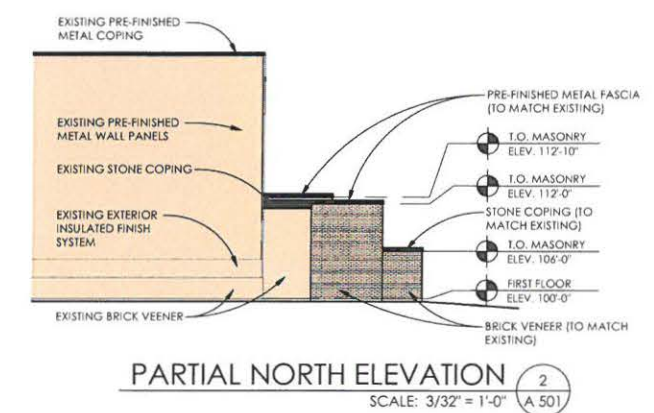 EXISTING PRE-FINISHED
METAL COPING
EXISTING PRE-FINISHED
METAL WALL PANELS
EXISTING STONE COPING
EXISTING EXTERIOR
INSULATED FINISH
SYSTEM
EXISTING BRICK VEENER
PRE-FINISHED METAL FASCIA
(TO MATCH EXISTING)
T.O. MASONRY
ELEV. 112'-10"
T.O. MASONRY
ELEV. 112'-0"
STONE COPING (TO
MATCH EXISTING)
T.O. MASONRY
ELEV. 106'-0"
FIRST FLOOR
ELEV. 100'-0"
BRICK VENEER (TO MATCH
EXISTING)
PARTIAL NORTH ELEVATION
SCALE: 3/32" = 1'-0"
2
A 501